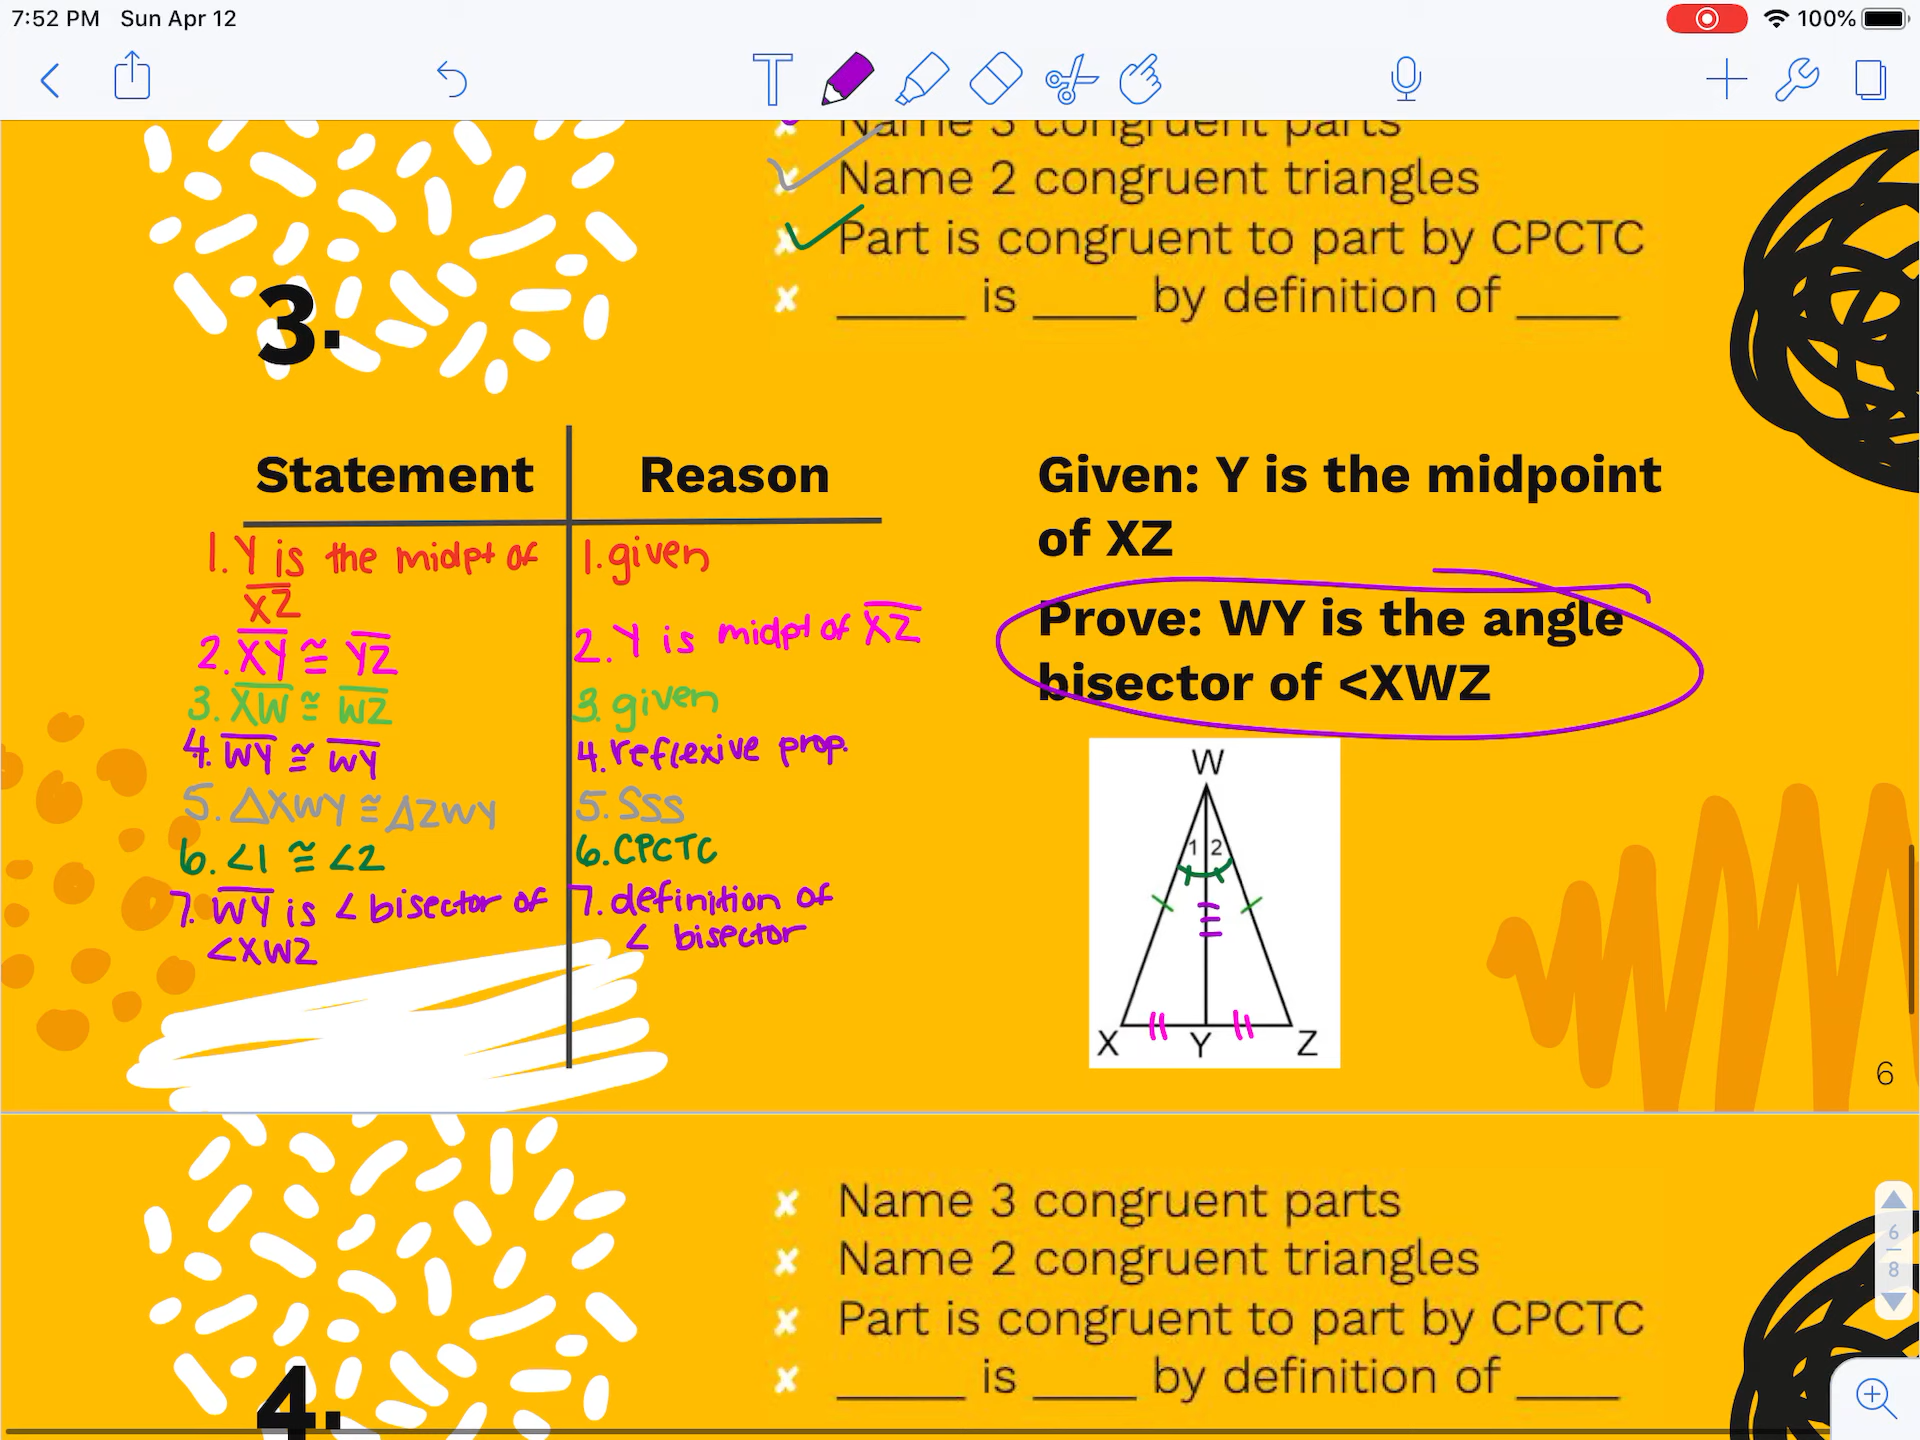 7:52 PM Sun Apr 12
100%
T
Name 3 congruent parts
Name 2 congruent triangles
Part is congruent to part by CPCTC
_____ is ____ by definition of ____
3.
Statement
Reason
1. Y is the midpt of
XZ
1. given
2. XY ≅ YZ
2. Y is midpt of XZ
3. XW ≅ WZ
3. given
4. WY ≅ WY
4. reflexive prop.
5. △XWY ≅ △ZWY
5. SSS
6. ∠1 ≅ ∠2
6. CPCTC
7. WY is ∠ bisector of
∠XWZ
7. definition of
∠ bisector
Given: Y is the midpoint
of XZ
Prove: WY is the angle
bisector of <XWZ
W
1 2
X Y Z
6
Name 3 congruent parts
Name 2 congruent triangles
Part is congruent to part by CPCTC
_____ is ____ by definition of ____
4.
6
8